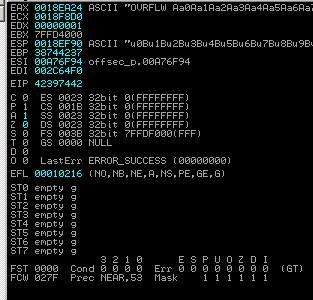 EAX 0018EA24 ASCII "OVRFLW Aa0Aa1Aa2Aa3Aa4Aa5Aa6Aa
ECX 0018F8D0
EDX 00000001
EBX 7FFD4000
ESP 0018EF90 ASCII "u0Bu1Bu2Bu3Bu4Bu5Bu6Bu7Bu8Bu9Bv
EBP 38744237
ESI 00A76F94 offsec_p.00A76F94
EDI 002C64F0
EIP 42397442
C 0 ES 0023 32bit 0(FFFFFFFF)
P 1 CS 001B 32bit 0(FFFFFFFF)
A 1 SS 0023 32bit 0(FFFFFFFF)
Z 0 DS 0023 32bit 0(FFFFFFFF)
S 0 FS 003B 32bit 7FFDF000(FFF)
T 0 GS 0000 NULL
D 0
O 0 LastErr ERROR_SUCCESS (00000000)
EFL 00010216 (NO,NB,NE,A,NS,PE,GE,G)
ST0 empty g
ST1 empty g
ST2 empty g
ST3 empty g
ST4 empty g
ST5 empty g
ST6 empty g
ST7 empty g
3 2 1 0 E S P U O Z D I
FST 0000 Cond 0 0 0 0 Err 0 0 0 0 0 0 0 0 (GT)
FCW 027F Prec NEAR,53 Mask 1 1 1 1 1 1